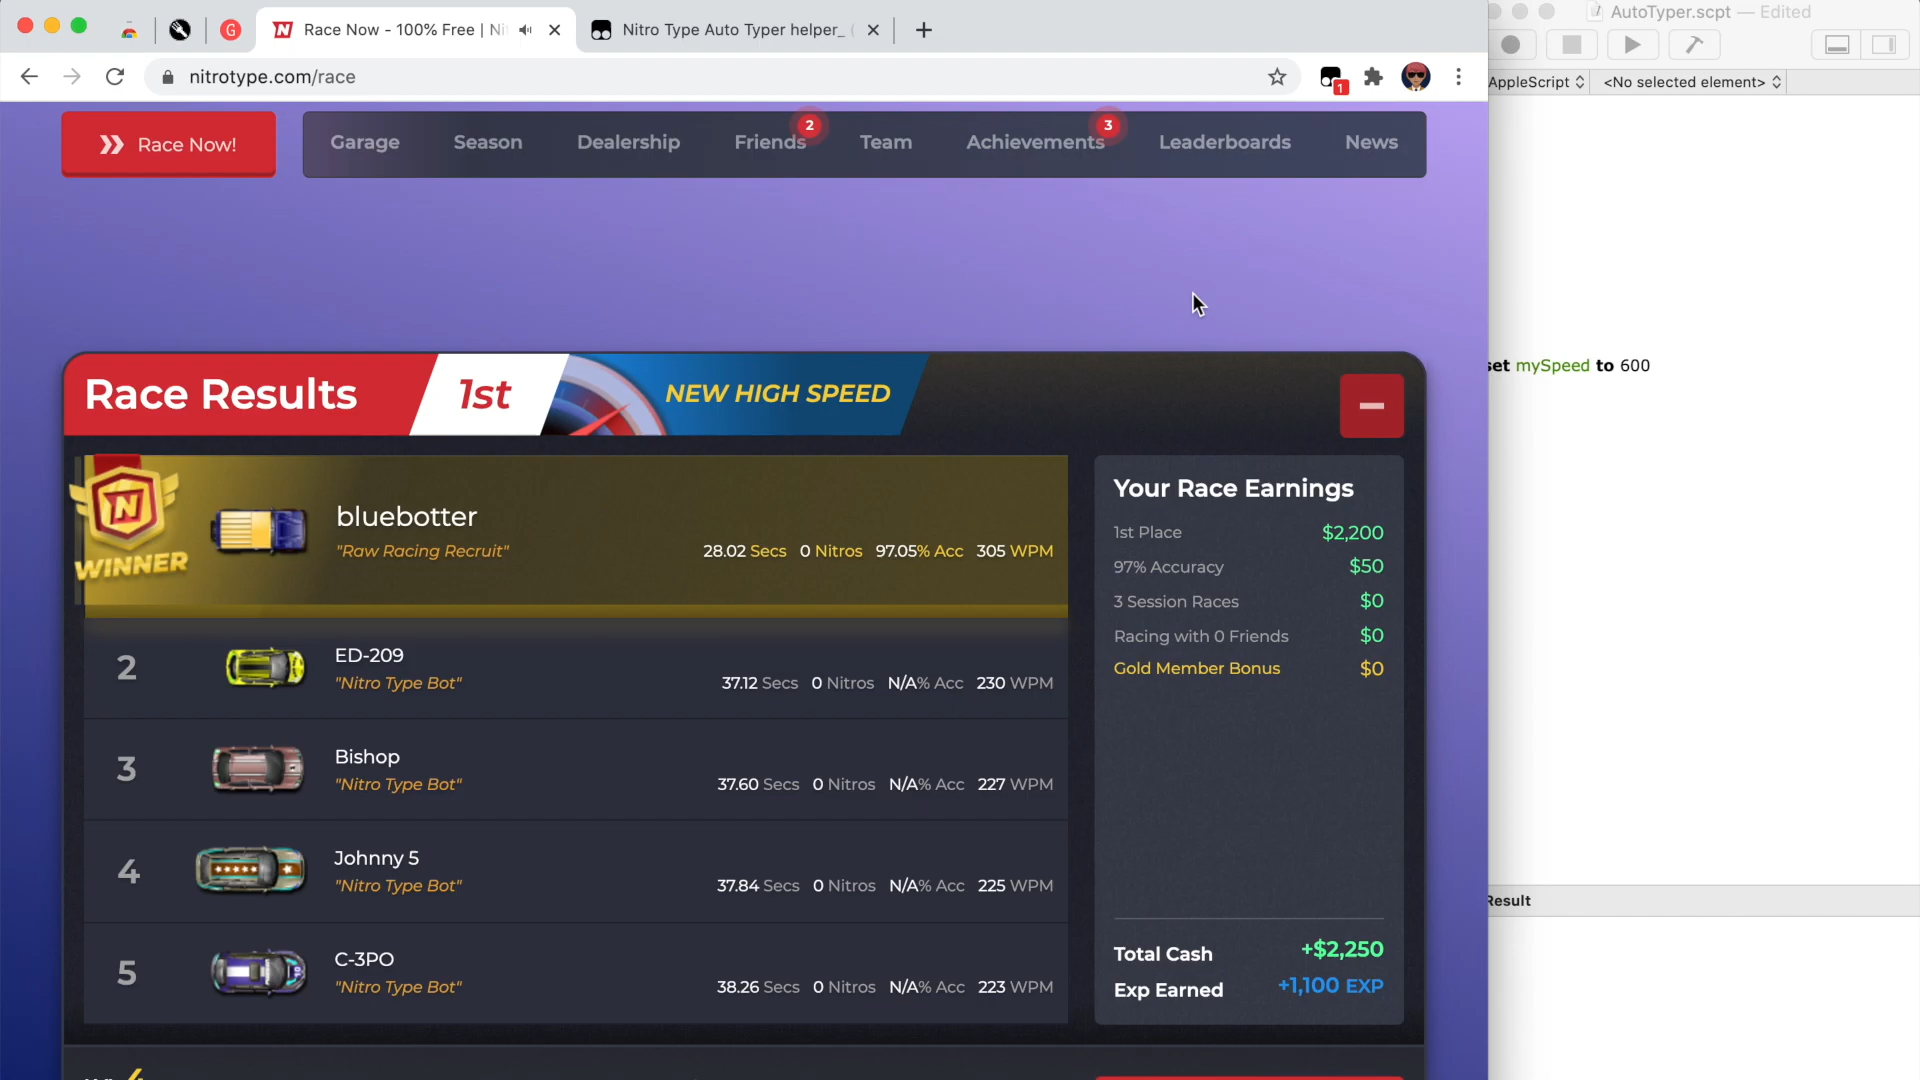 Race Now - 100% Free | Ni
Nitro Type Auto Typer helper_ (
AutoTyper.scpt — Edited
nitrotype.com/race
1
AppleScript
<No selected element>
Race Now!
Garage
Season
Dealership
Friends
2
Team
Achievements
3
Leaderboards
News
Race Results
1st
NEW HIGH SPEED
set mySpeed to 600
WINNER
bluebotter
"Raw Racing Recruit"
28.02 Secs 0 Nitros 97.05% Acc 305 WPM
2
ED-209
"Nitro Type Bot"
37.12 Secs 0 Nitros N/A% Acc 230 WPM
3
Bishop
"Nitro Type Bot"
37.60 Secs 0 Nitros N/A% Acc 227 WPM
4
Johnny 5
"Nitro Type Bot"
37.84 Secs 0 Nitros N/A% Acc 225 WPM
5
C-3PO
"Nitro Type Bot"
38.26 Secs 0 Nitros N/A% Acc 223 WPM
Your Race Earnings
1st Place $2,200
97% Accuracy $50
3 Session Races $0
Racing with 0 Friends $0
Gold Member Bonus $0
Total Cash +$2,250
Exp Earned +1,100 EXP
Result